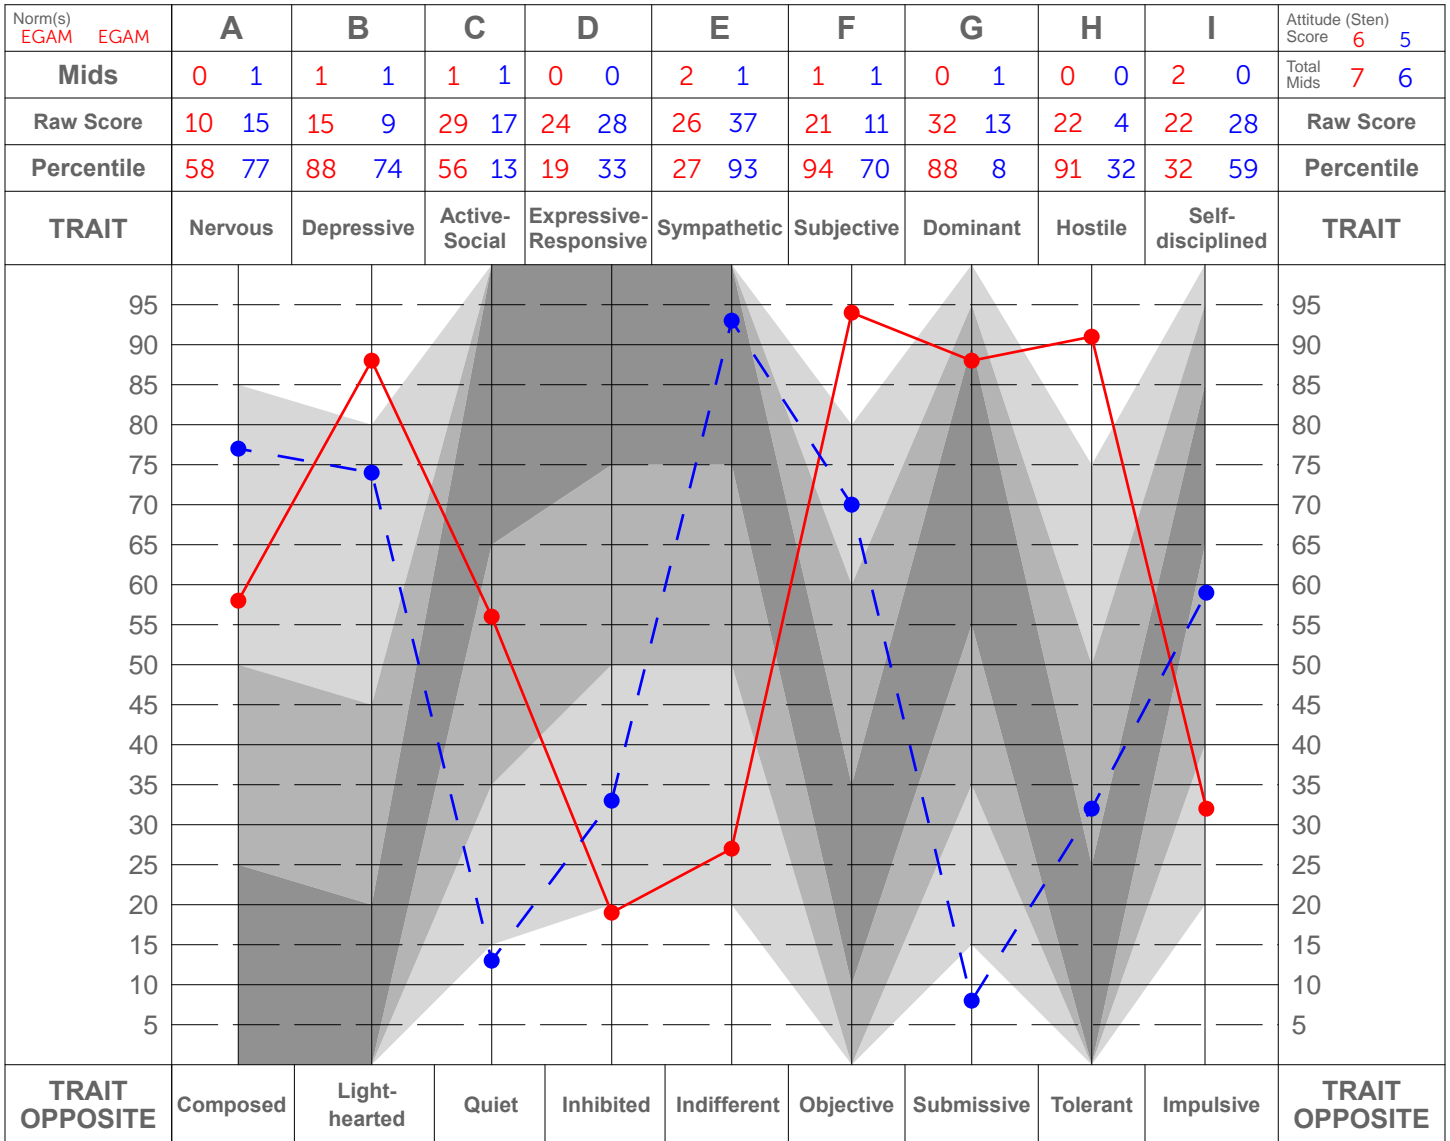 Norm(s)
EGAM EGAM
A B C D E F G H I
Attitude (Sten)
Score 6 5
Mids 0 1 1 1 1 1 0 0 2 1 1 1 0 1 0 0 2 0
Total
Mids 7 6
Raw Score 10 15 15 9 29 17 24 28 26 37 21 11 32 13 22 4 22 28 Raw Score
Percentile 58 77 88 74 56 13 19 33 27 93 94 70 88 8 91 32 32 59 Percentile
TRAIT
Nervous
Depressive
Active-
Social
Expressive-
Responsive
Sympathetic
Subjective
Dominant
Hostile
Self-
disciplined
TRAIT
95 95
90 90
85 85
80 80
75 75
70 70
65 65
60 60
55 55
50 50
45 45
40 40
35 35
30 30
25 25
20 20
15 15
10 10
5 5
TRAIT
OPPOSITE
Composed
Light-
hearted
Quiet
Inhibited
Indifferent
Objective
Submissive
Tolerant
Impulsive
TRAIT
OPPOSITE